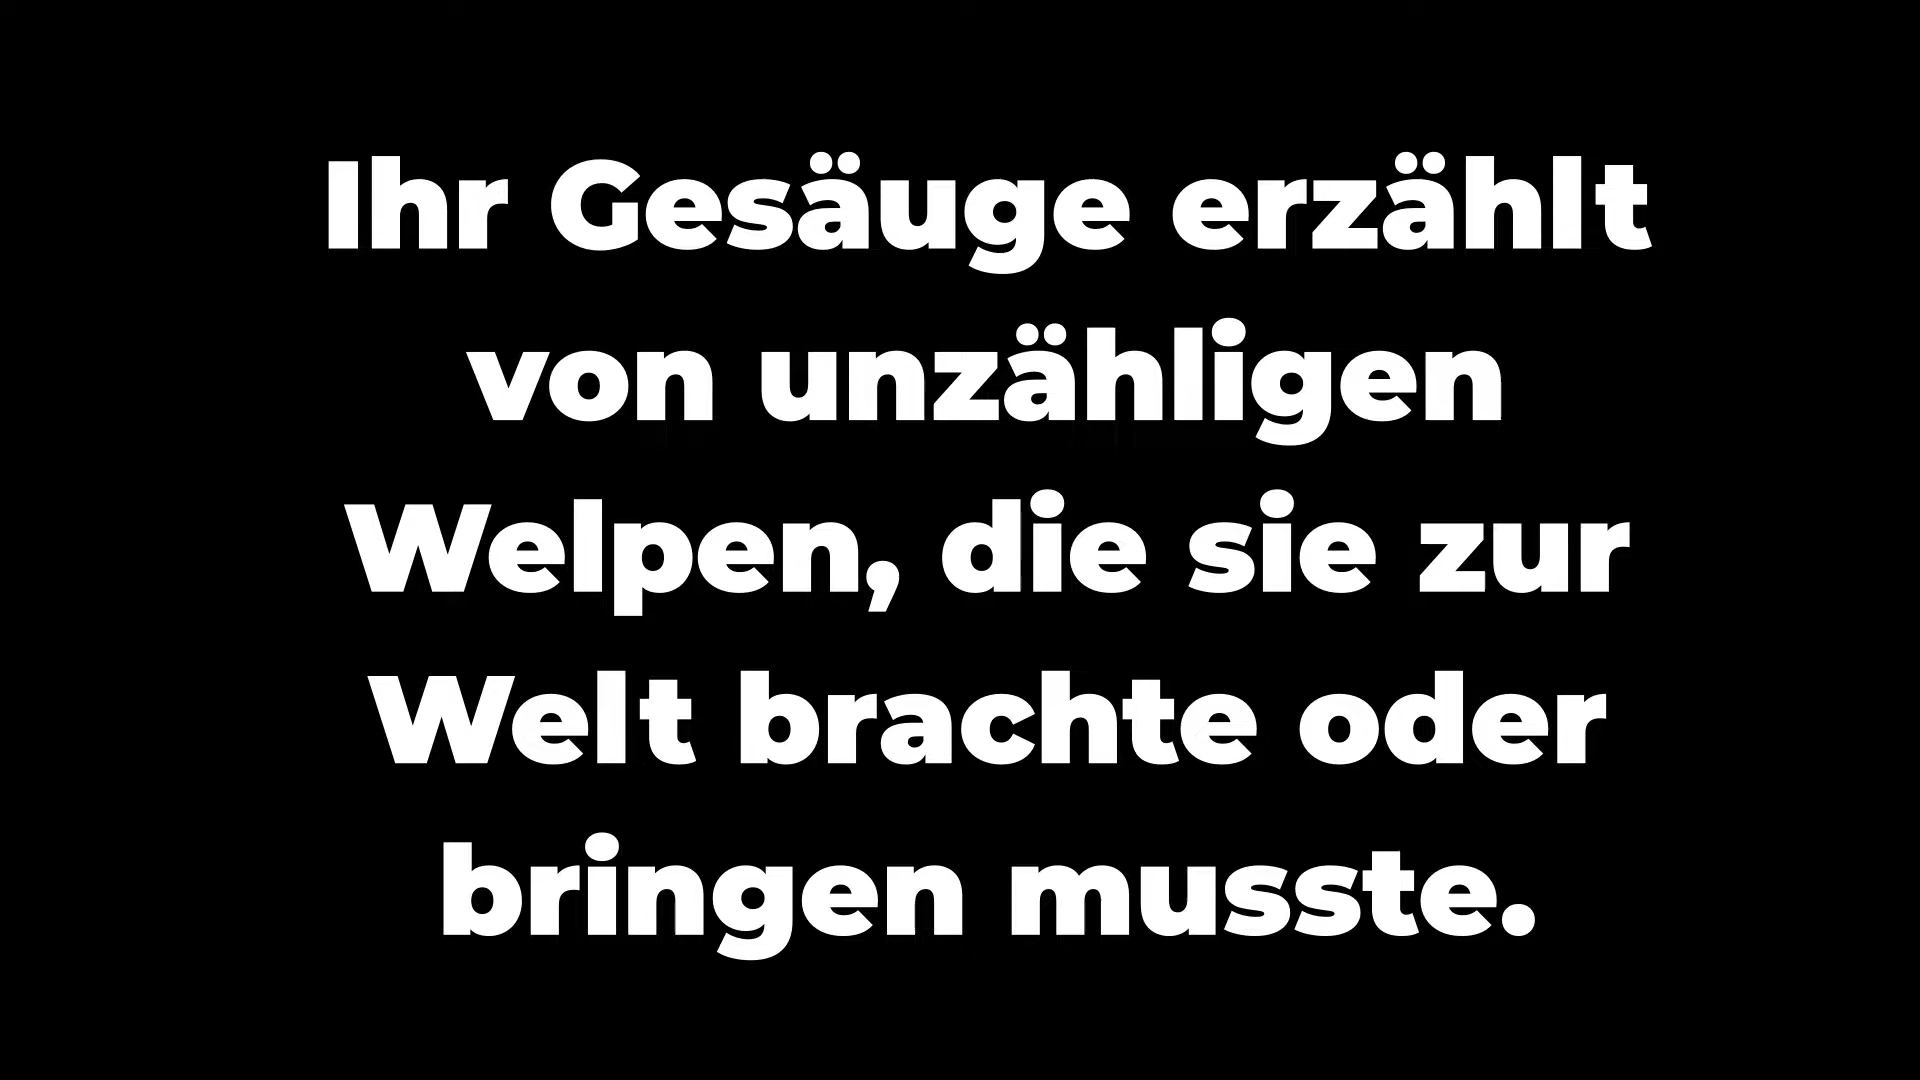 Ihr Gesäuge erzählt
von unzähligen
Welpen, die sie zur
Welt brachte oder
bringen musste.